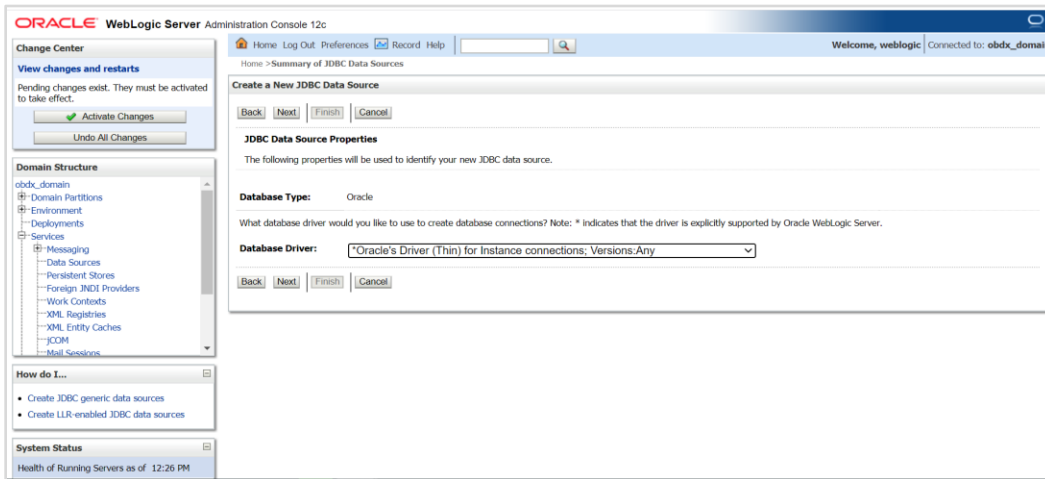 ORACLE WebLogic Server Administration Console 12c
Change Center
View changes and restarts
Pending changes exist. They must be activated
to take effect.
Activate Changes
Undo All Changes
Domain Structure
obdx_domain
Domain Partitions
Environment
Deployments
Services
Messaging
Data Sources
Persistent Stores
Foreign JNDI Providers
Work Contexts
XML Registries
XML Entity Caches
jCOM
Mail Sessions
How do I...
Create JDBC generic data sources
Create LLR-enabled JDBC data sources
System Status
Health of Running Servers as of 12:26 PM
Home Log Out Preferences Record Help
Welcome, weblogic Connected to: obdx_domai
Home >Summary of JDBC Data Sources
Create a New JDBC Data Source
Back Next Finish Cancel
JDBC Data Source Properties
The following properties will be used to identify your new JDBC data source.
Database Type: Oracle
What database driver would you like to use to create database connections? Note: * indicates that the driver is explicitly supported by Oracle WebLogic Server.
Database Driver: *Oracle's Driver (Thin) for Instance connections; Versions:Any
Back Next Finish Cancel